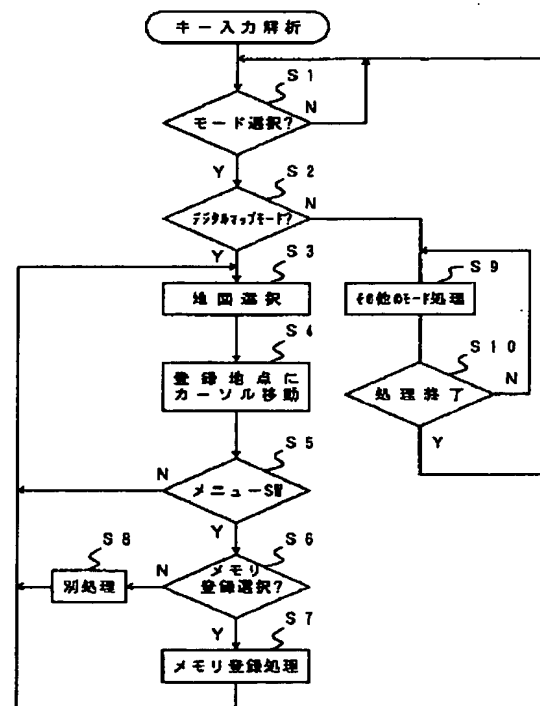 キー入力解析
S1
モード選択?
N
Y
S2
デジタルマップモード?
N
Y
S3
地図選択
S9
その他のモード処理
S4
登録地点に
カーソル移動
S10
処理終了
N
Y
S5
メニューSW
N
Y
S6
メモリ
登録選択?
N
S8
別処理
Y
S7
メモリ登録処理